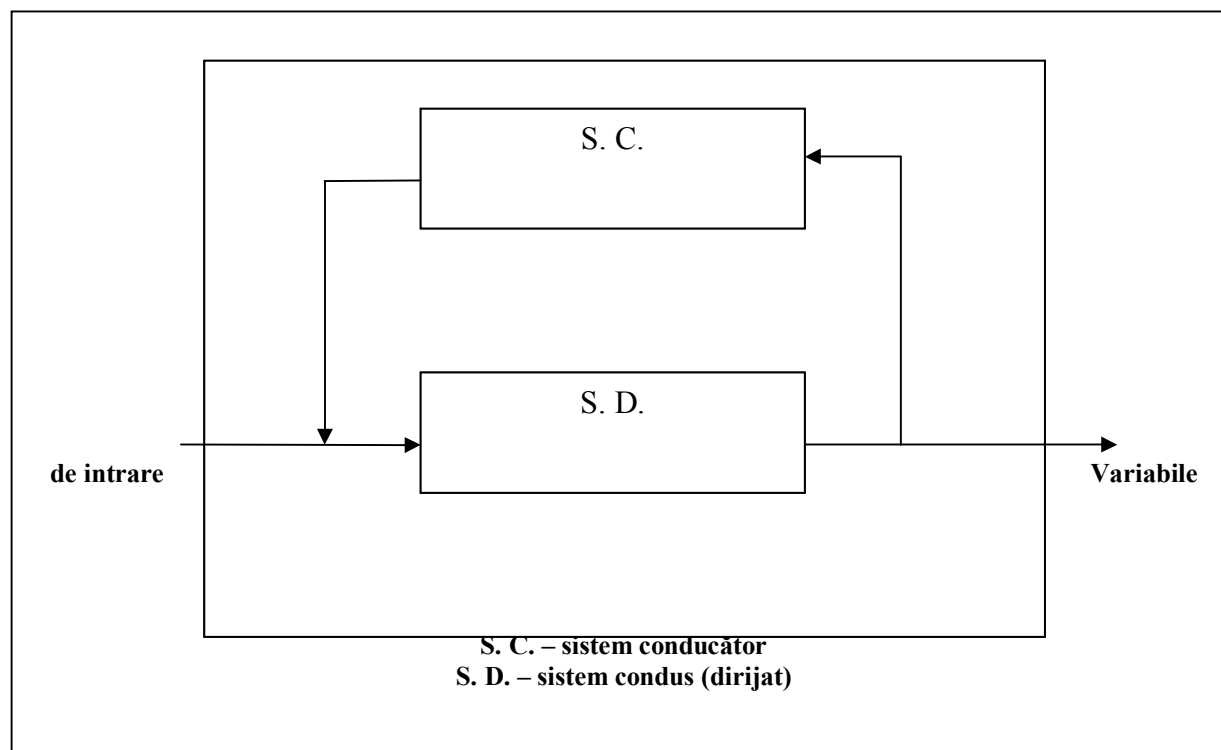 S. C.
S. D.
de intrare
Variabile
S. C. – sistem conducător
S. D. – sistem condus (dirijat)